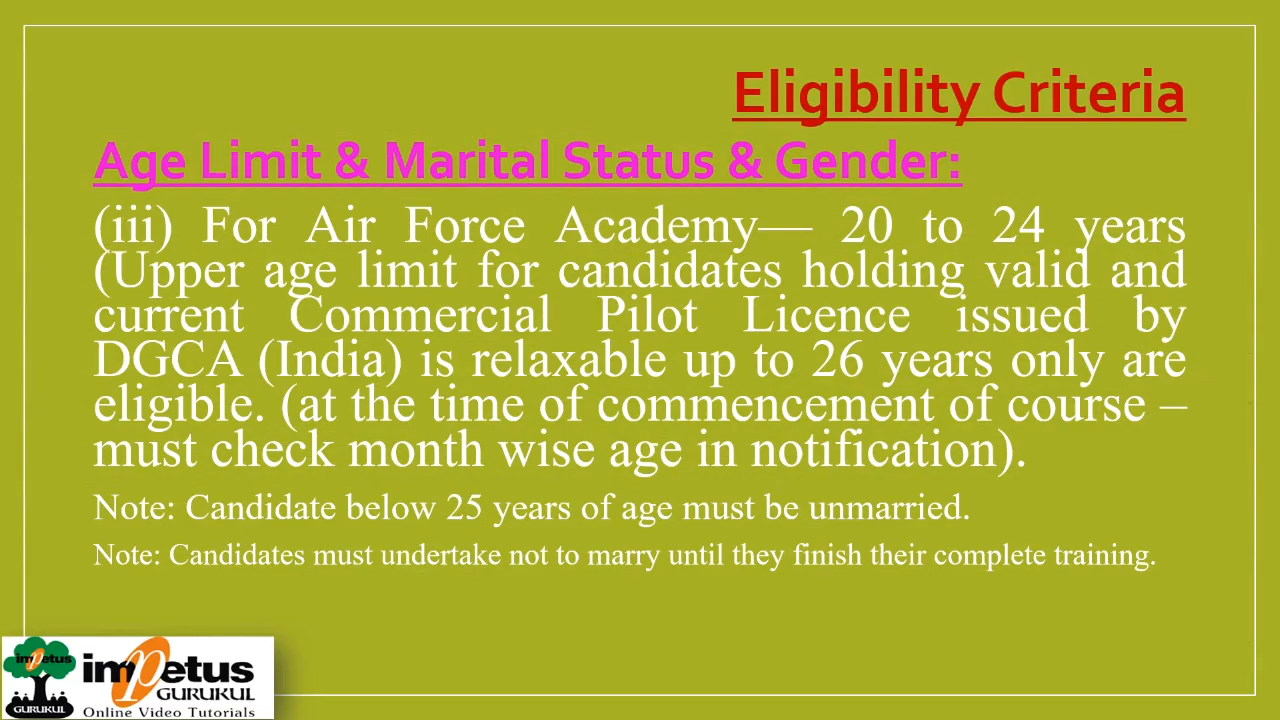 Eligibility Criteria
Age Limit & Marital Status & Gender:
(iii) For Air Force Academy— 20 to 24 years
(Upper age limit for candidates holding valid and
current Commercial Pilot Licence issued by
DGCA (India) is relaxable up to 26 years only are
eligible. (at the time of commencement of course –
must check month wise age in notification).
Note: Candidate below 25 years of age must be unmarried.
Note: Candidates must undertake not to marry until they finish their complete training.
impetus
GURUKUL
impetus
GURUKUL
Online Video Tutorials